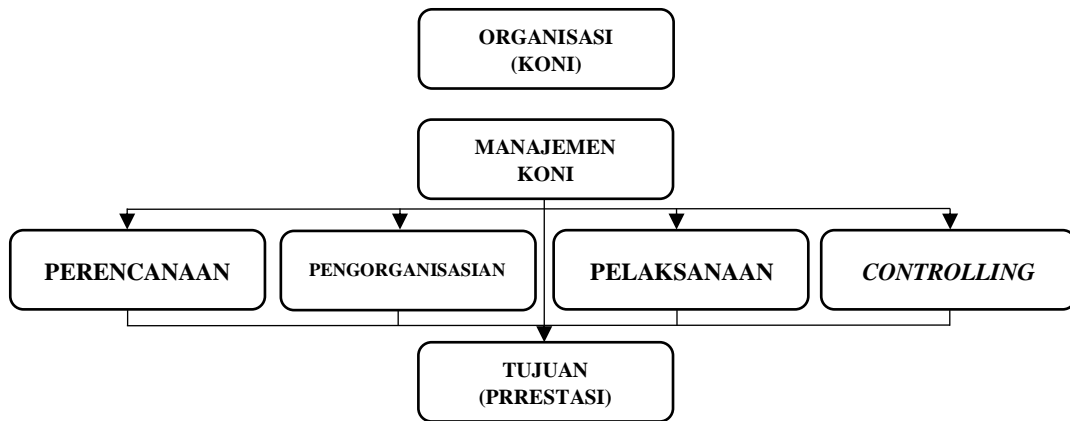 ORGANISASI
(KONI)
MANAJEMEN
KONI
PERENCANAAN
PENGORGANISASIAN
PELAKSANAAN
CONTROLLING
TUJUAN
(PRRESTASI)